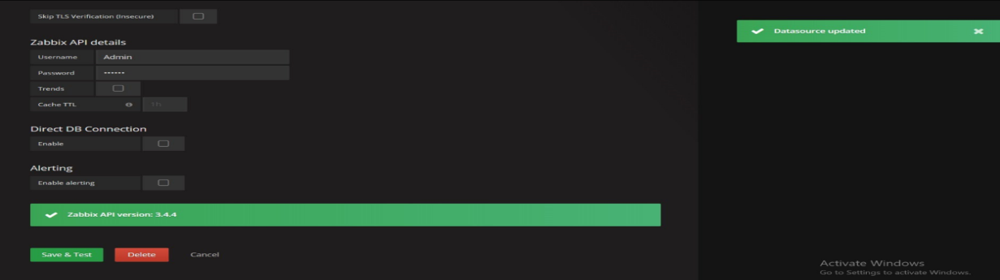 Skip TLS Verification (Insecure)
Datasource updated
Zabbix API details
Username Admin
Password ······
Trends
Cache TTL 1h
Direct DB Connection
Enable
Alerting
Enable alerting
Zabbix API version: 3.4.4
Save & Test Delete Cancel
Activate Windows
Go to Settings to activate Windows.